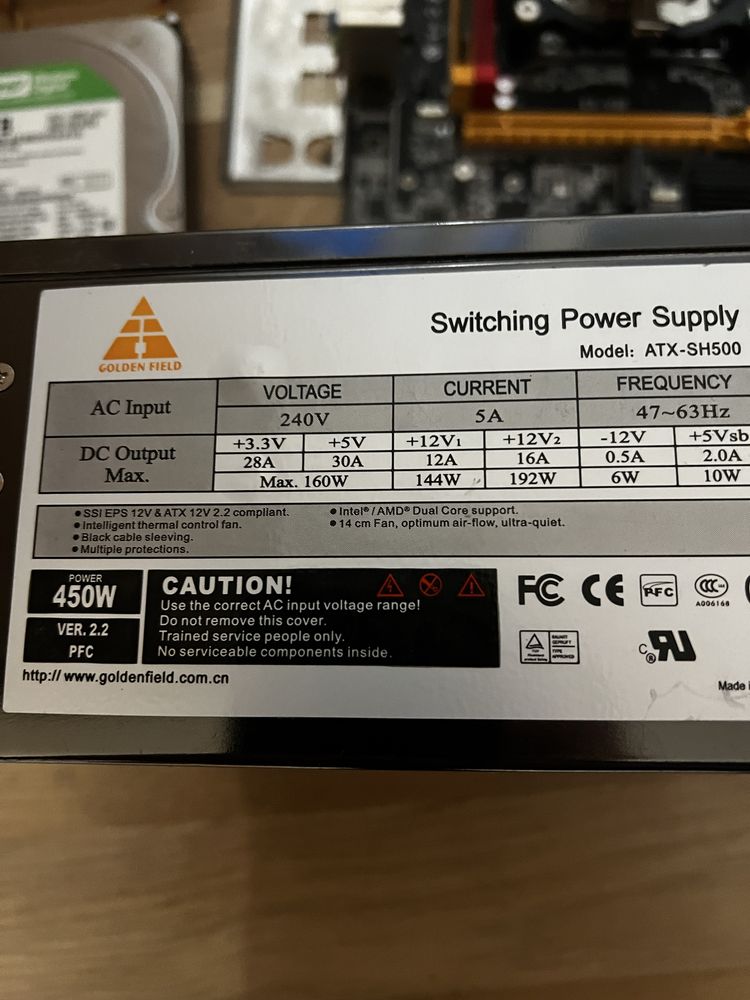 GOLDEN FIELD
Switching Power Supply
Model: ATX-SH500
AC Input VOLTAGE CURRENT FREQUENCY
240V 5A 47~63Hz
DC Output Max. +3.3V +5V +12V1 +12V2 -12V +5Vsb
28A 30A 12A 16A 0.5A 2.0A
Max. 160W 144W 192W 6W 10W
●SSI EPS 12V & ATX 12V 2.2 compliant.
●Intelligent thermal control fan.
●Black cable sleeving.
●Multiple protections.
●Intel® / AMD® Dual Core support.
●14 cm Fan, optimum air-flow, ultra-quiet.
POWER
450W
VER. 2.2
PFC
CAUTION!
Use the correct AC input voltage range!
Do not remove this cover.
Trained service people only.
No serviceable components inside.
FC CE PFC CCC
A006168
c RU ®
http:// www.goldenfield.com.cn
Made